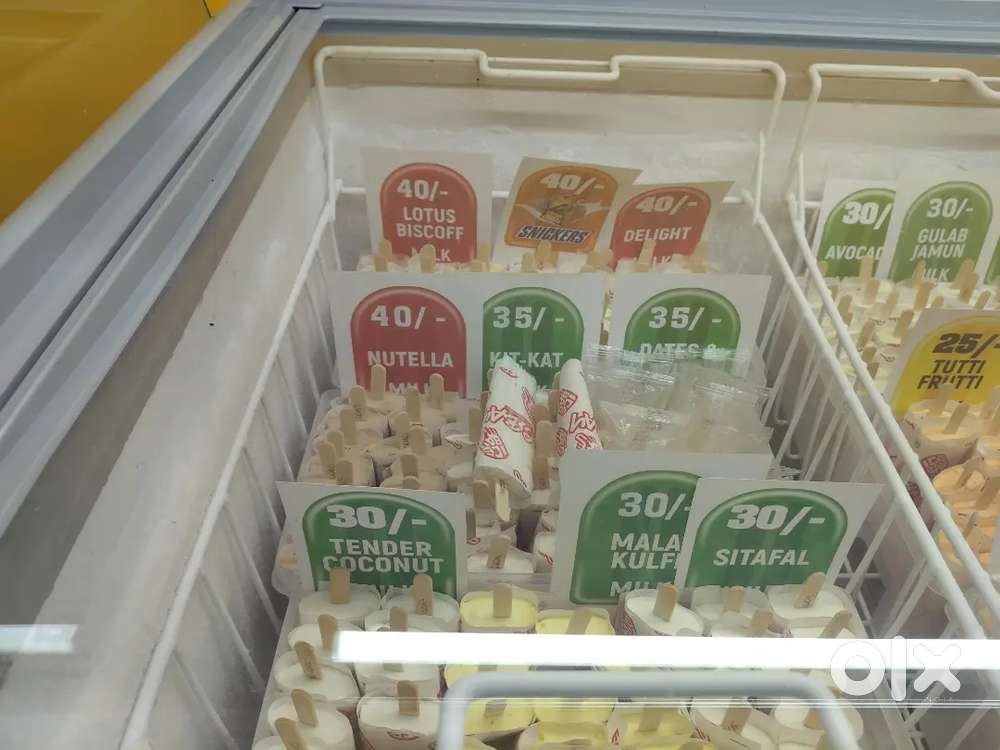 40/-
LOTUS
BISCOFF
40/-
SNICKERS
40/-
DELIGHT
30/-
30/-
GULAB
JAMUN
40/-
NUTELLA
35/-
KIT-KAT
35/-
DATES &
25/-
TUTTI
FRUTTI
30/-
TENDER
COCONUT
30/-
KULFI
30/-
SITAFAL
olx